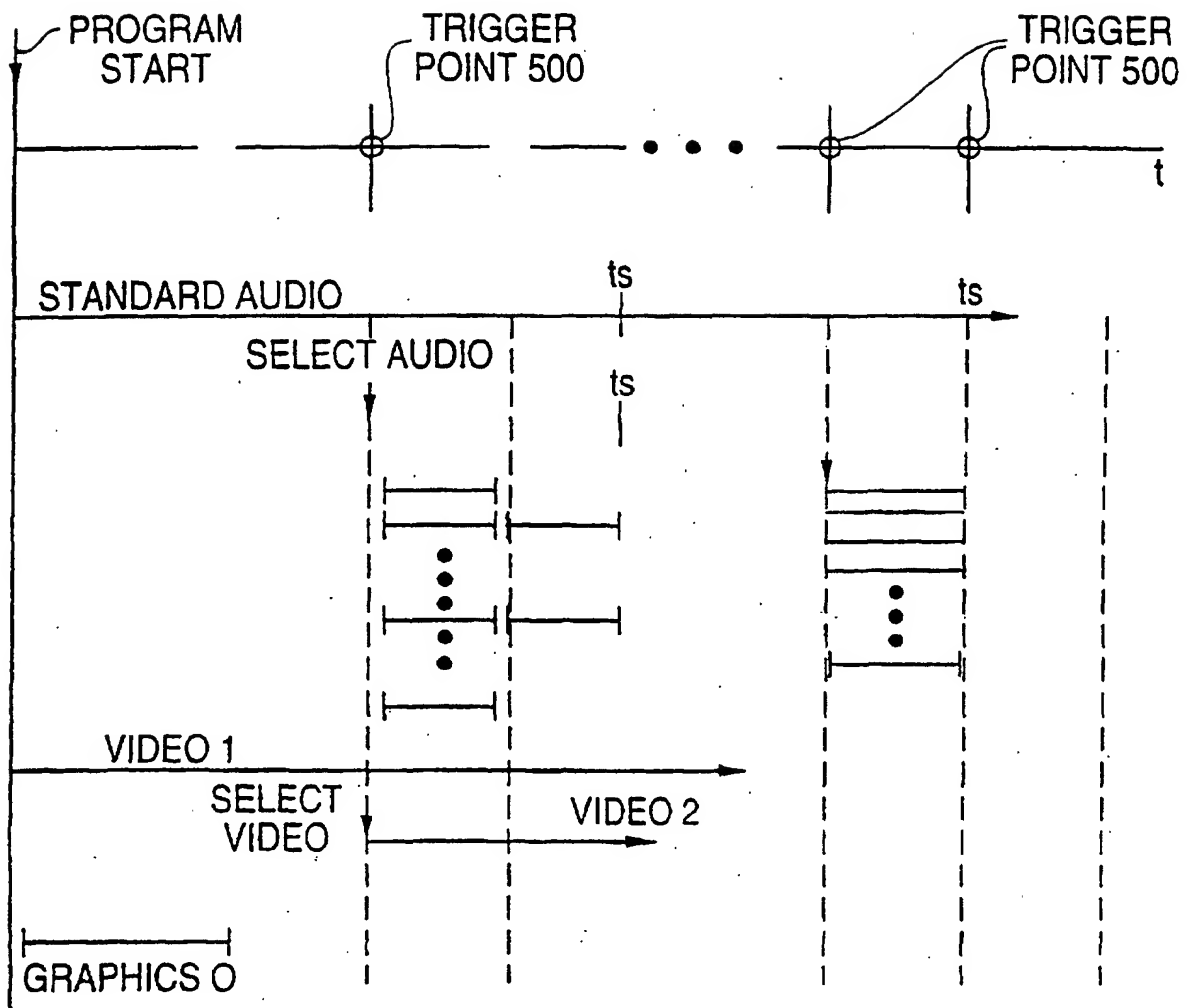 PROGRAM
START
TRIGGER
POINT 500
TRIGGER
POINT 500
t
STANDARD AUDIO
ts
ts
SELECT AUDIO
ts
VIDEO 1
SELECT
VIDEO
VIDEO 2
GRAPHICS O